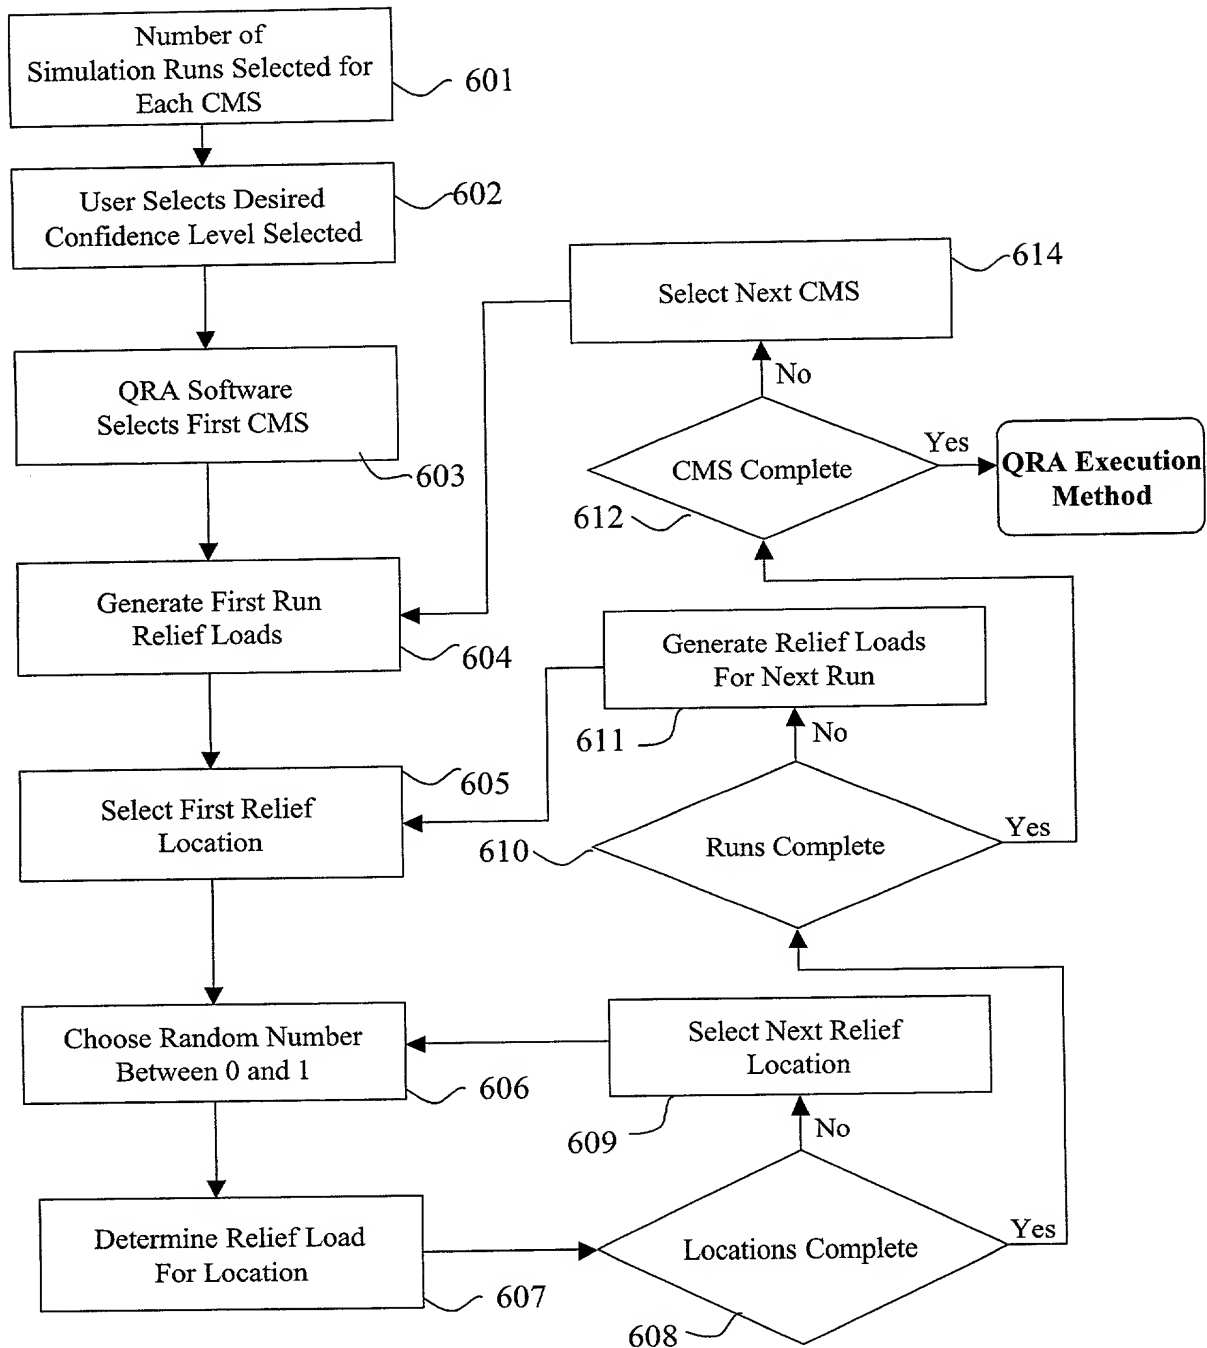 Number of
Simulation Runs Selected for
Each CMS
601
User Selects Desired
Confidence Level Selected
602
QRA Software
Selects First CMS
603
Generate First Run
Relief Loads
604
Select First Relief
Location
605
Choose Random Number
Between 0 and 1
606
Determine Relief Load
For Location
607
Locations Complete
608
No
Yes
Select Next Relief
Location
609
Runs Complete
610
No
Yes
Generate Relief Loads
For Next Run
611
CMS Complete
612
No
Yes
Select Next CMS
614
QRA Execution
Method